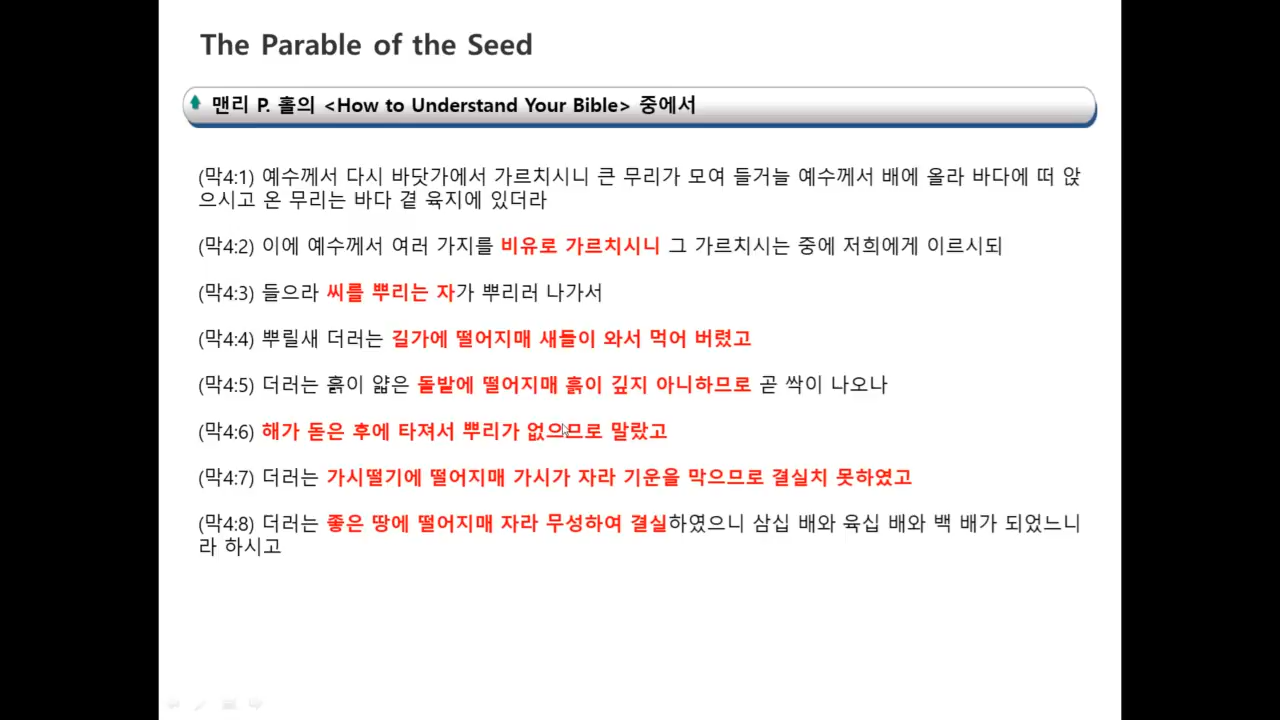 The Parable of the Seed
맨리 P. 홀의 <How to Understand Your Bible> 중에서
(막4:1) 예수께서 다시 바닷가에서 가르치시니 큰 무리가 모여 들거늘 예수께서 배에 올라 바다에 떠 앉
으시고 온 무리는 바다 곁 육지에 있더라
(막4:2) 이에 예수께서 여러 가지를 비유로 가르치시니 그 가르치시는 중에 저희에게 이르시되
(막4:3) 들으라 씨를 뿌리는 자가 뿌리러 나가서
(막4:4) 뿌릴새 더러는 길가에 떨어지매 새들이 와서 먹어 버렸고
(막4:5) 더러는 흙이 얇은 돌밭에 떨어지매 흙이 깊지 아니하므로 곧 싹이 나오나
(막4:6) 해가 돋은 후에 타져서 뿌리가 없으므로 말랐고
(막4:7) 더러는 가시떨기에 떨어지매 가시가 자라 기운을 막으므로 결실치 못하였고
(막4:8) 더러는 좋은 땅에 떨어지매 자라 무성하여 결실하였으니 삼십 배와 육십 배와 백 배가 되었느니
라 하시고